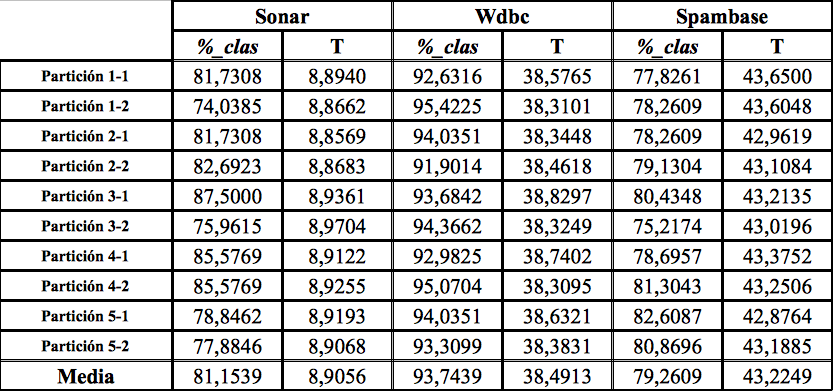 Sonar Wdbc Spambase
%_clas T %_clas T %_clas T
Partición 1-1 81,7308 8,8940 92,6316 38,5765 77,8261 43,6500
Partición 1-2 74,0385 8,8662 95,4225 38,3101 78,2609 43,6048
Partición 2-1 81,7308 8,8569 94,0351 38,3448 78,2609 42,9619
Partición 2-2 82,6923 8,8683 91,9014 38,4618 79,1304 43,1084
Partición 3-1 87,5000 8,9361 93,6842 38,8297 80,4348 43,2135
Partición 3-2 75,9615 8,9704 94,3662 38,3249 75,2174 43,0196
Partición 4-1 85,5769 8,9122 92,9825 38,7402 78,6957 43,3752
Partición 4-2 85,5769 8,9255 95,0704 38,3095 81,3043 43,2506
Partición 5-1 78,8462 8,9193 94,0351 38,6321 82,6087 42,8764
Partición 5-2 77,8846 8,9068 93,3099 38,3831 80,8696 43,1885
Media 81,1539 8,9056 93,7439 38,4913 79,2609 43,2249